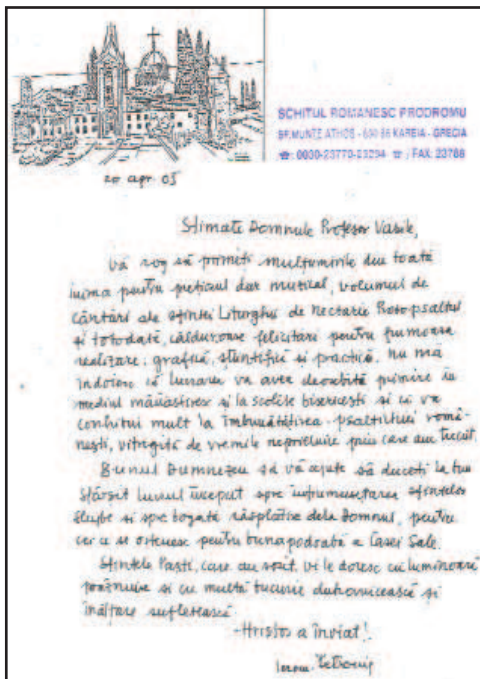 SCHITUL ROMANESC PRODROMU
SF. MUNTE ATHOS - 630 86 KAREIA - GRECIA
☎: 0030-23770-23294 ☏ / FAX: 23788
20 apr. 05
Stimate Domnule Profesor Vasile,
Vă rog să primiți mulțumirile din toată
inima pentru prețiosul dar muzical, volumul de
cântări ale Sfintei Liturghii de Nectarie Protopsaltul
și totodată, călduroase felicitări pentru frumoasa
realizare, grafică, științifică și practică. Nu mă
îndoiesc că lucrarea va avea deosebită primire în
mediul mănăstiresc și la școlile bisericești și că va
contribui mult la îmbunătățirea psaltichiei româ-
nești, vitregită de vremile neprielnice prin care am trecut.
Bunul Dumnezeu să vă ajute să duceți la bun
sfârșit lucrul început spre înfrumusețarea sfintelor
slujbe și spre bogată răsplătire dela Domnul, pentru
cei ce se ostenesc pentru buna podoabă a Casei Sale.
Sfintele Paști, care au sosit, vi le doresc cu luminoasă
prăznuire și cu multă bucurie duhovnicească și
înălțare sufletească.
-Hristos a înviat!
Ierom. Petroniu